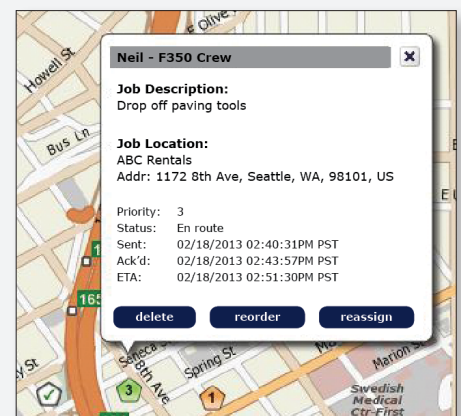 E Olive
Howell St
Bus Ln
Neil - F350 Crew
Job Description:
Drop off paving tools
Job Location:
ABC Rentals
Addr: 1172 8th Ave, Seattle, WA, 98101, US
Priority: 3
Status: En route
Sent: 02/18/2013 02:40:31PM PST
Ack'd: 02/18/2013 02:43:57PM PST
ETA: 02/18/2013 02:51:30PM PST
delete reorder reassign
165
Seneca
8th Ave
Spring St
Marion S
y St
3
1
Swedish
Medical
Ctr-First